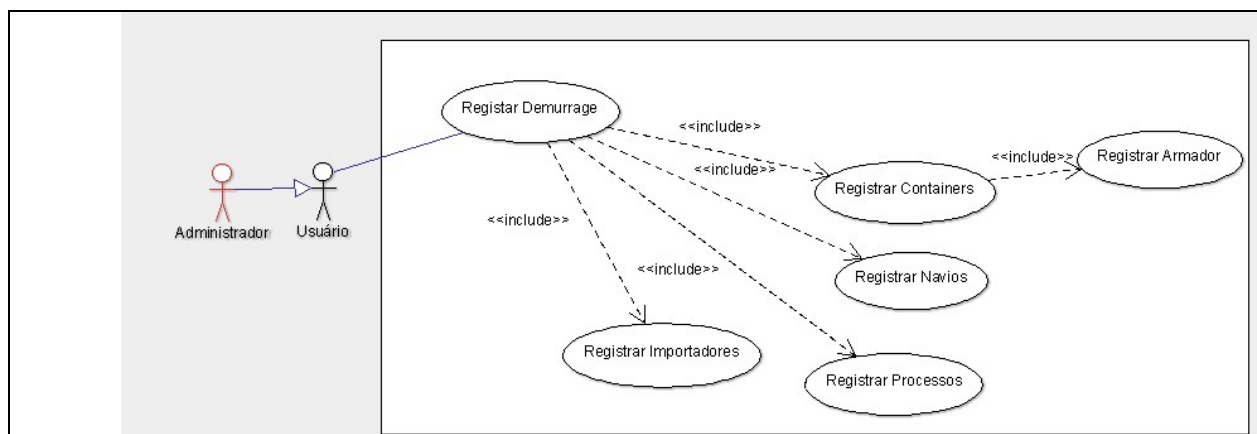 Registar Demurrage
<<include>>
<<include>>
Registrar Armador
<<include>>
Registrar Containers
Administrador
Usuário
<<include>>
<<include>>
Registrar Navios
Registrar Importadores
Registrar Processos